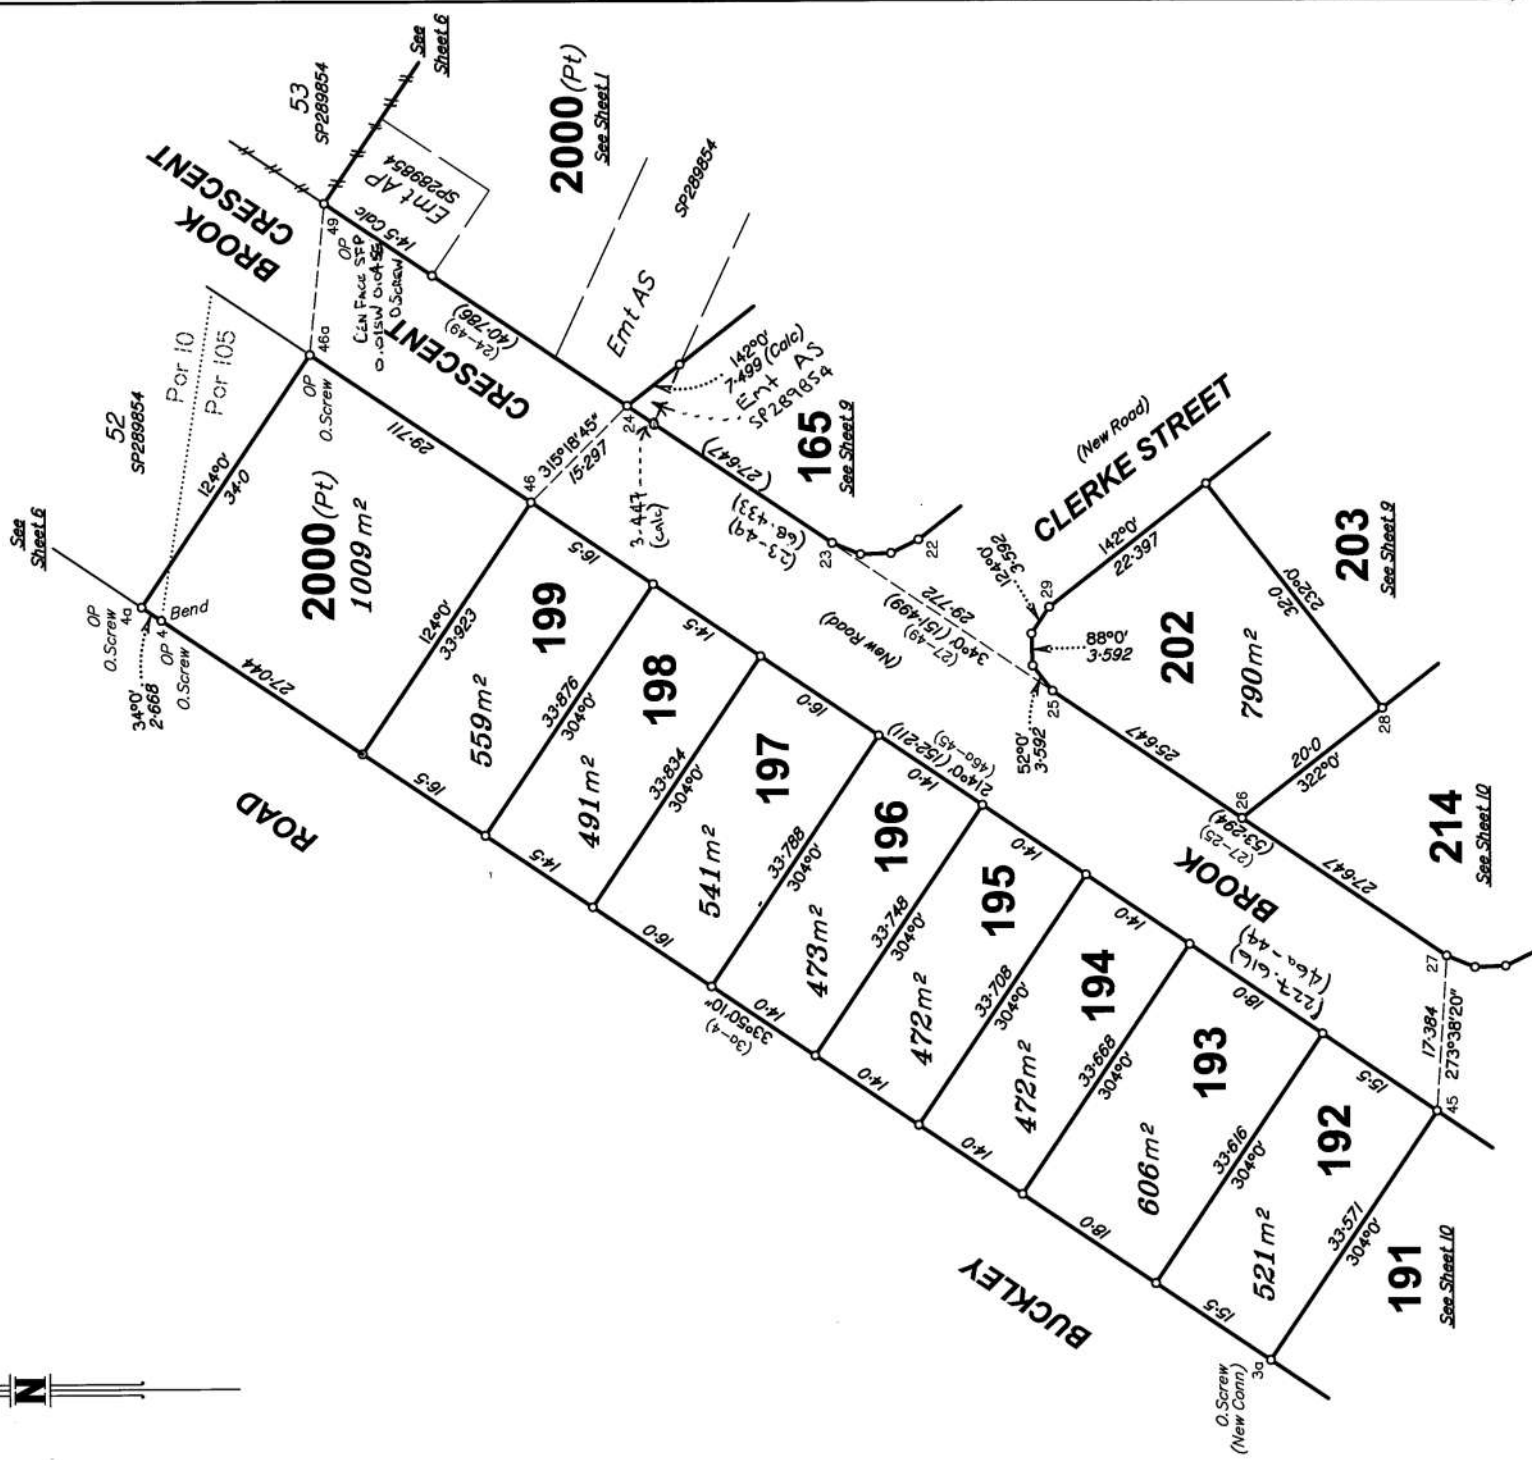 See
Sheet 6
53
SP289854
BROOK
CRESCENT
2000 (Pt)
See Sheet 1
Emt AP
SP289854
14·5 Calc
49
OP
CEN FACE SFP
O.Screw
52
SP289854
Por 10
Por 105
46a
OP
O.Screw
See
Sheet 6
124°0'
34·0
2000 (Pt)
1009 m²
29·711
CRESCENT
(40·786)
(24-49)
Emt AS
SP289854
OP
O.Screw
4a
4
Bend
OP
O.Screw
34°0'
2·668
27·044
124°0'
33·923
46
315°18'45"
15·297
24
142°0'
7·499 (Calc)
Emt AS
SP289854
3.447
(calc)
(27·647)
165
See Sheet 9
(68.433)
(23-49)
23
22
ROAD
16·5
199
559 m²
16·5
33·876
304°0'
198
491 m²
14·5
14·5
33·834
304°0'
197
541 m²
16·0
16·0
33·788
304°0'
196
473 m²
14·0
14·0
33·748
304°0'
195
472 m²
14·0
14·0
33·708
304°0'
194
472 m²
14·0
14·0
33·668
304°0'
193
606 m²
18·0
18·0
33·616
304°0'
192
521 m²
15·5
15·5
33·571
304°0'
191
See Sheet 10
33°50'10"
(3a-4)
214°0' (152·211)
(46a-45)
(New Road)
29·772
34°0' (151·499)
(27-49)
CLERKE STREET
(New Road)
124°0'
3·592
29
142°0'
22·397
88°0'
3·592
52°0'
3·592
25
202
790 m²
32·0
232°0'
203
See Sheet 9
25·647
26
20·0
322°0'
28
214
See Sheet 10
(53·294)
(27-25)
27·647
BROOK
(227.616)
(46a-44)
27
17·384
273°38'20"
45
BUCKLEY
O.Screw
(New Conn)
3a
N